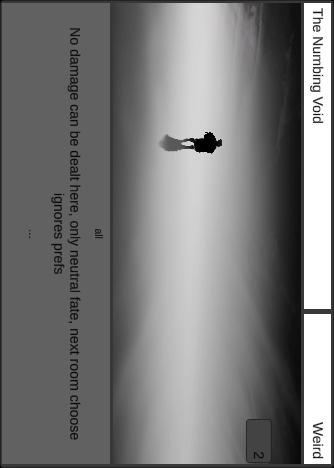 The Numbing Void
Weird
2
all
No damage can be dealt here, only neutral fate, next room choose
ignores prefs
...